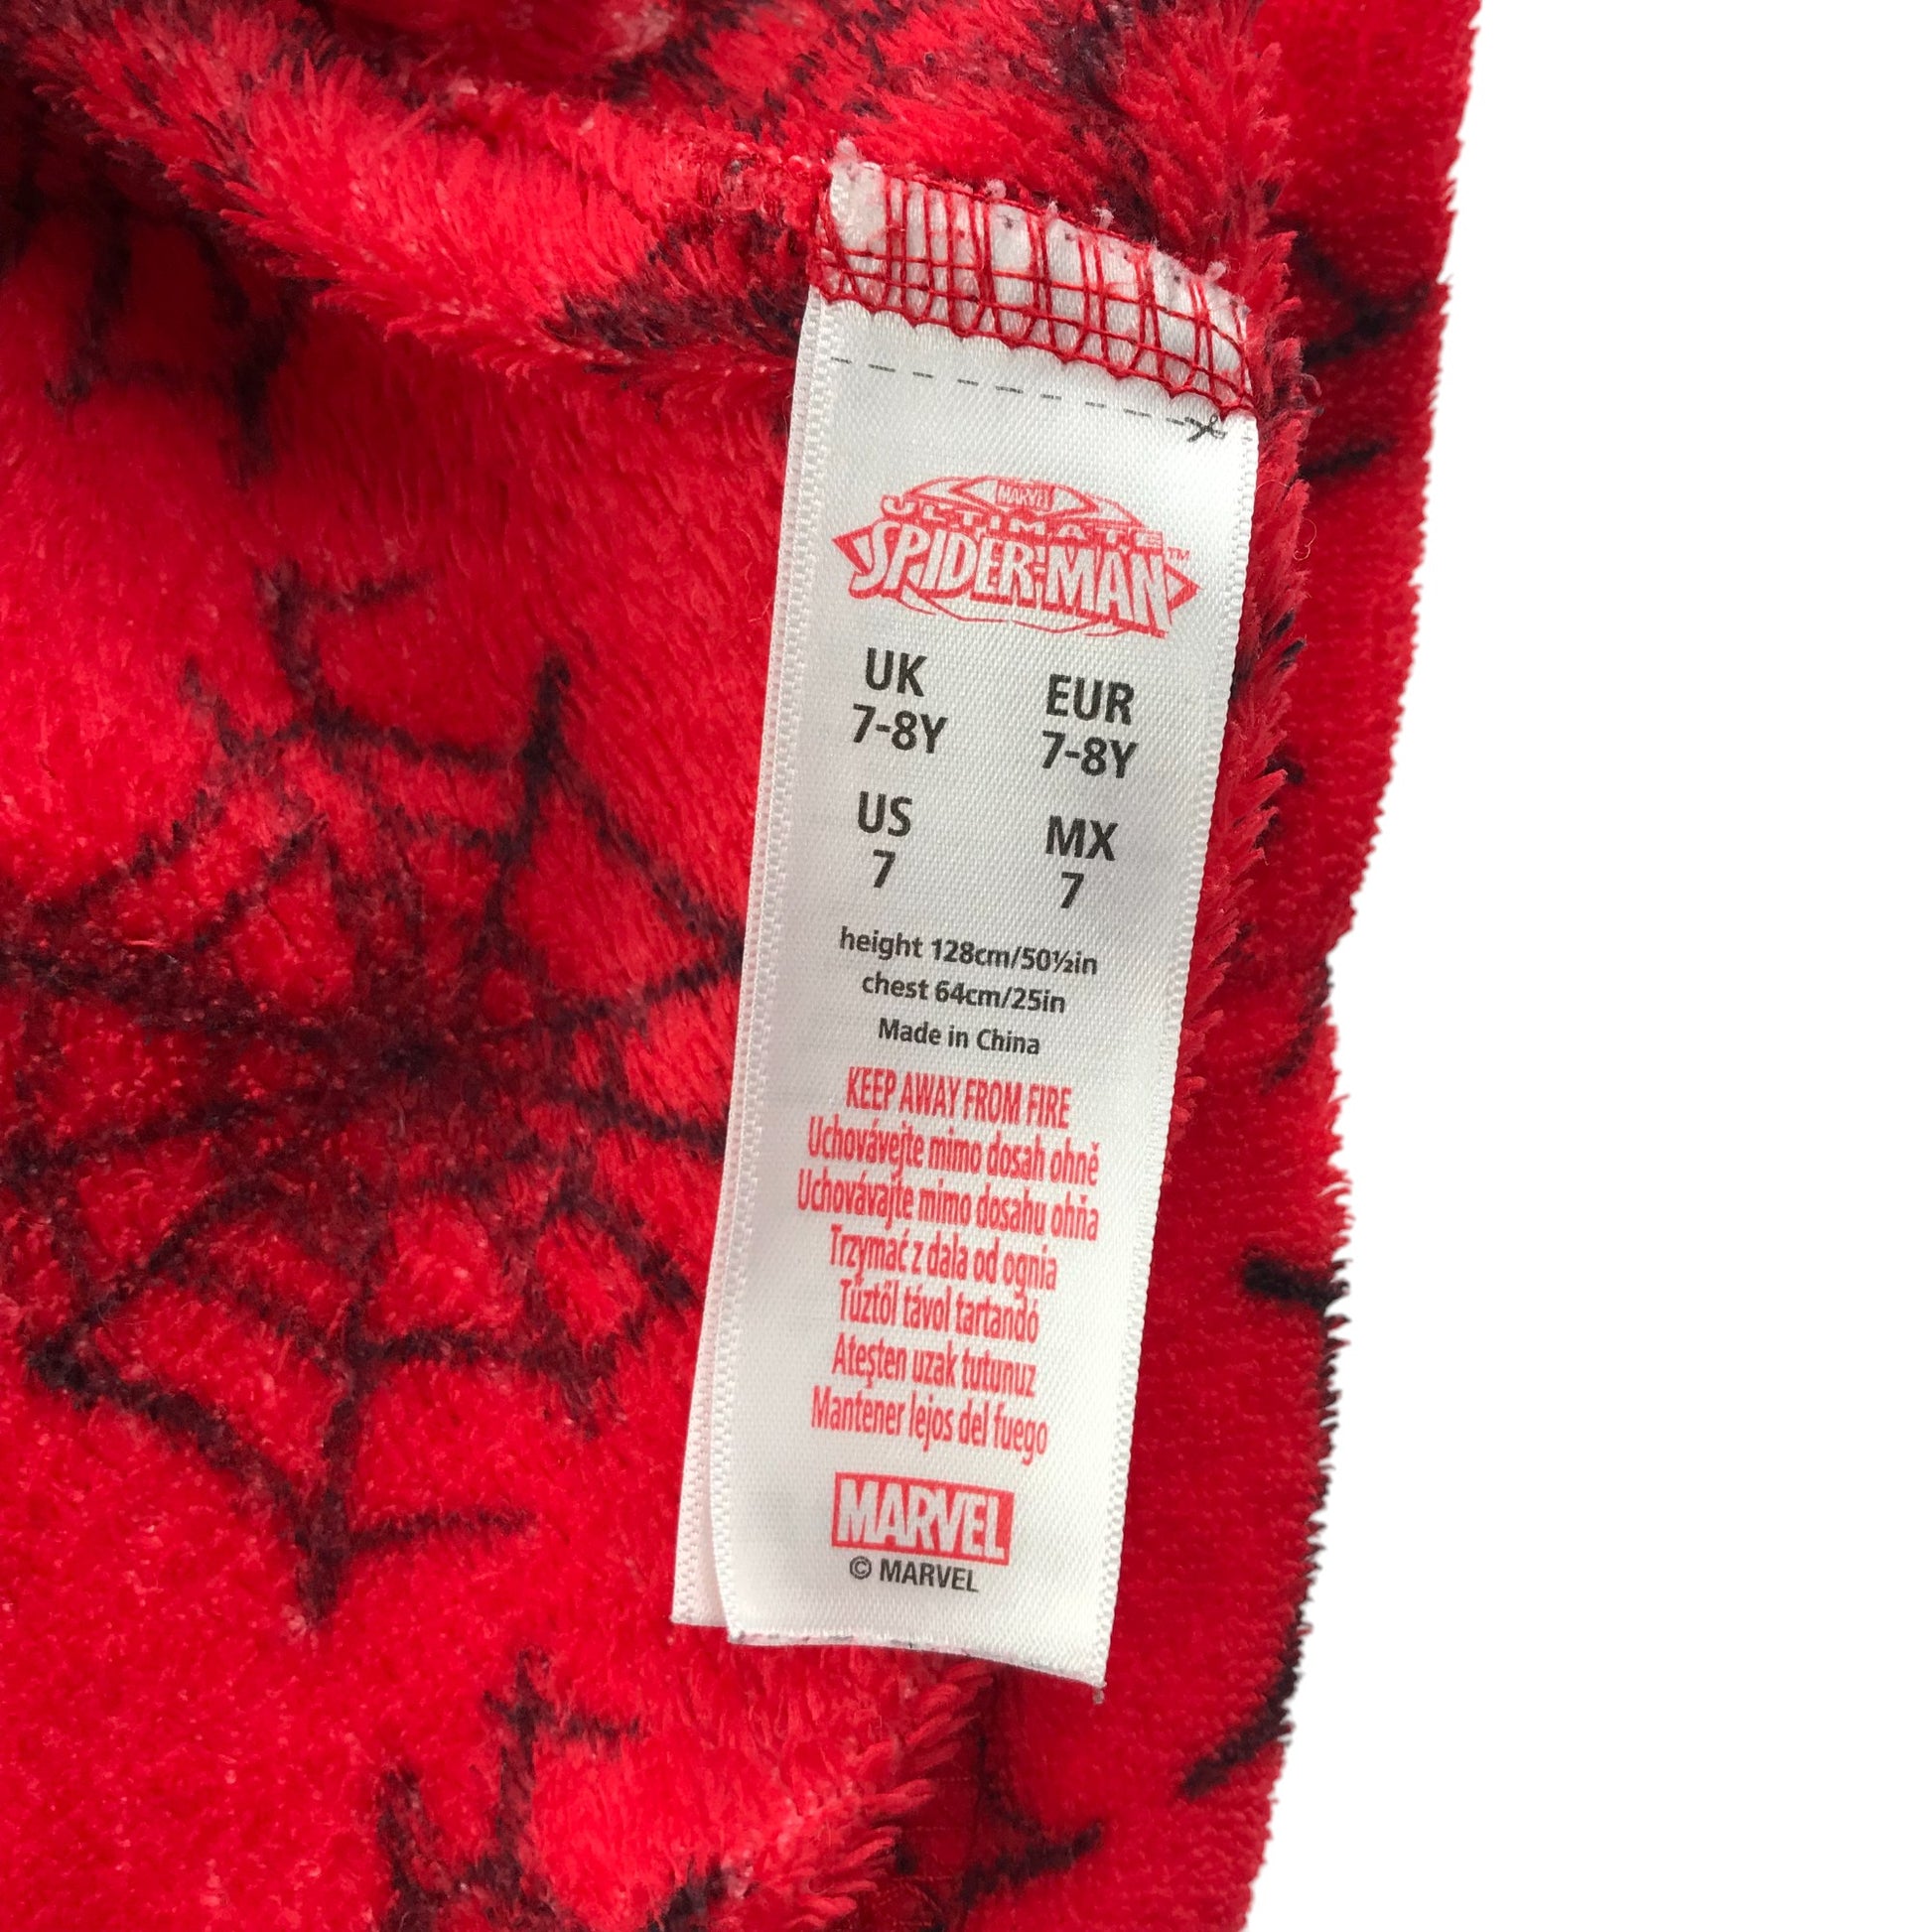 MARVEL
ULTIMATE
SPIDER-MAN™
UK EUR
7-8Y 7-8Y
US MX
7 7
height 128cm/50½in
chest 64cm/25in
Made in China
KEEP AWAY FROM FIRE
Uchovávejte mimo dosah ohně
Uchovávajte mimo dosahu ohňa
Trzymać z dala od ognia
Tűztől távol tartandó
Ateşten uzak tutunuz
Mantener lejos del fuego
MARVEL
© MARVEL